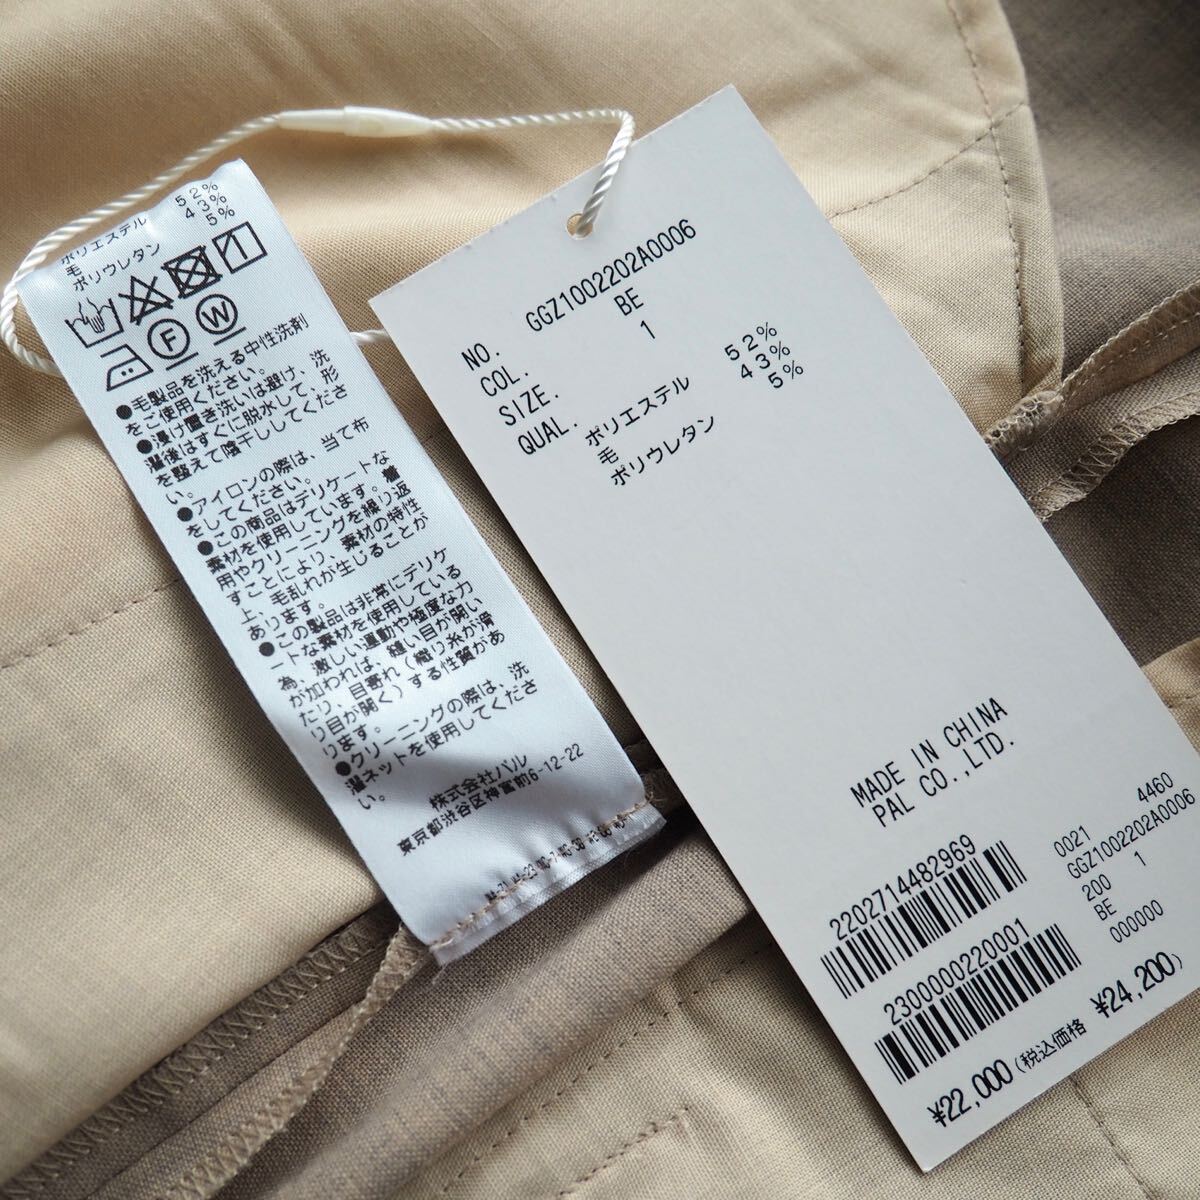 ポリエステル 52%
毛 43%
ポリウレタン 5%
F W
●毛製品を洗える中性洗剤
をご使用ください。
●浸け置き洗いは避け、洗
濯後はすぐに脱水して、形
を整えて陰干ししてくださ
い。
●アイロンの際は、当て布
をしてください。
●この商品はデリケートな
素材を使用しています。着
用やクリーニングを繰り返
すことにより、素材の特性
上、毛乱れが生じることが
あります。
●この製品は非常にデリケ
ートな素材を使用している
為、激しい運動や極度な力
が加われば、縫い目が開い
たり、目寄れ（織り糸が滑
り目が開く）する性質があ
ります。
●クリーニングの際は、洗
濯ネットを使用してくださ
い。
株式会社パル
東京都渋谷区神宮前6-12-22
NO. GGZ1002202A0006
COL. BE
SIZE. 1
QUAL. ポリエステル 52%
毛 43%
ポリウレタン 5%
MADE IN CHINA
PAL CO.,LTD.
2202714482969
2300000220001
0021 4460
GGZ1002202A0006
200 1
BE
000000
¥22,000 (税込価格 ¥24,200)